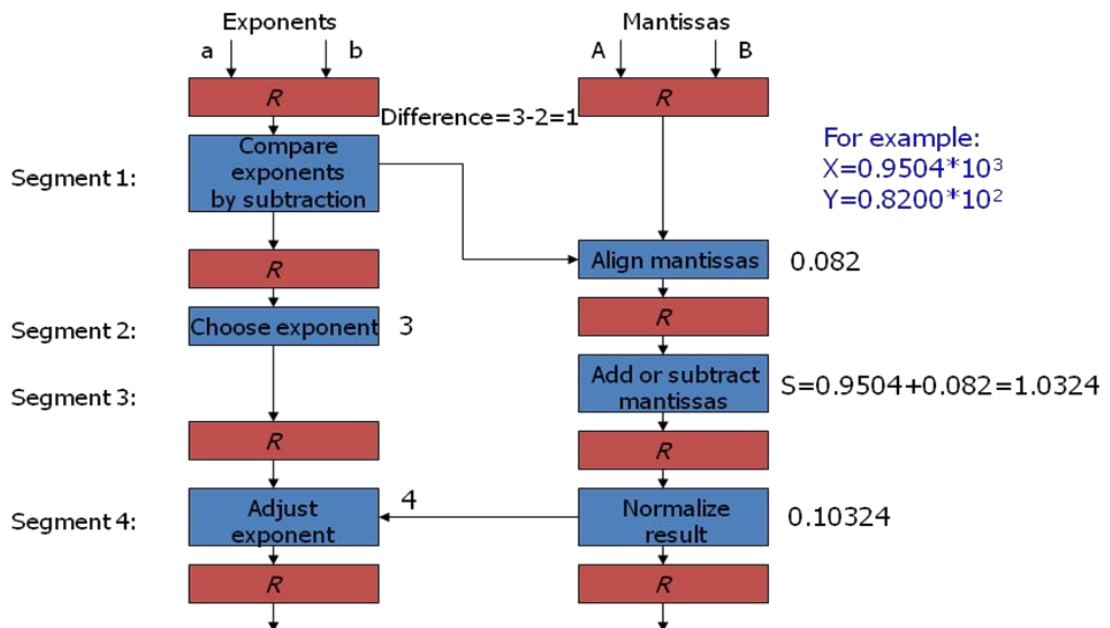 Exponents
Mantissas
a
b
A
B
R
R
Difference=3-2=1
For example:
X=0.9504*10³
Y=0.8200*10²
Segment 1:
Compare
exponents
by subtraction
R
Align mantissas
0.082
Segment 2:
Choose exponent
3
R
Segment 3:
Add or subtract
mantissas
S=0.9504+0.082=1.0324
R
R
Segment 4:
Adjust
exponent
4
Normalize
result
0.10324
R
R